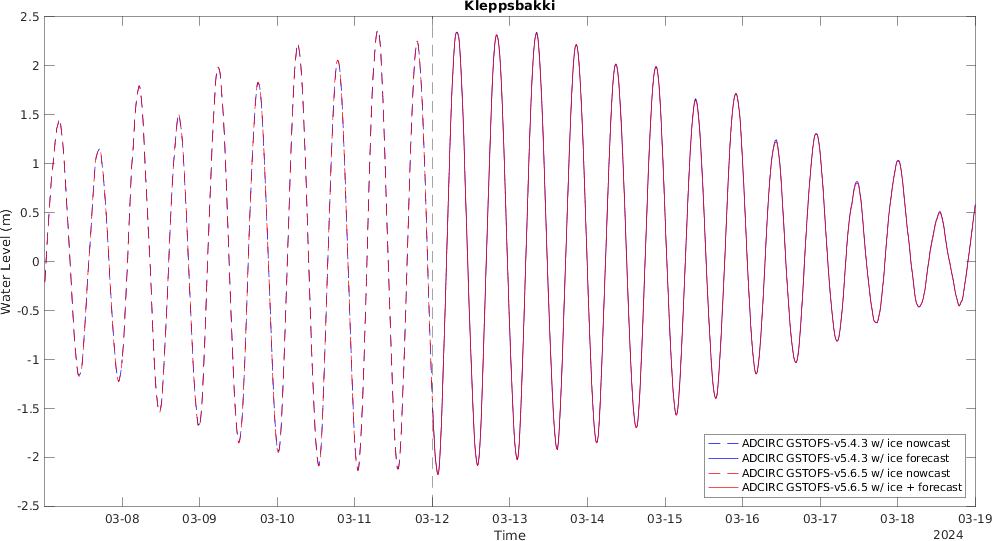 Kleppsbakki
2.5
2
1.5
1
0.5
0
-0.5
-1
-1.5
-2
-2.5
Water Level (m)
ADCIRC GSTOFS-v5.4.3 w/ ice nowcast
ADCIRC GSTOFS-v5.4.3 w/ ice forecast
ADCIRC GSTOFS-v5.6.5 w/ ice nowcast
ADCIRC GSTOFS-v5.6.5 w/ ice + forecast
03-08 03-09 03-10 03-11 03-12 03-13 03-14 03-15 03-16 03-17 03-18 03-19
Time
2024